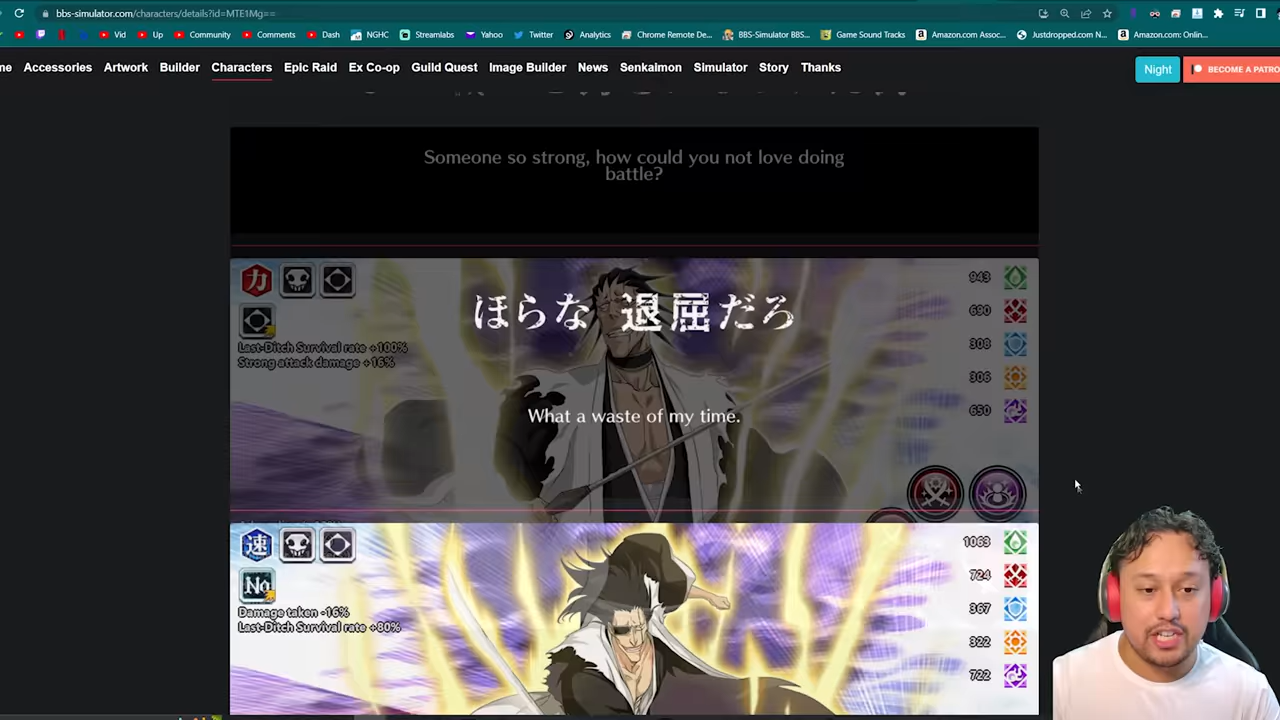 bbs-simulator.com/characters/details?id=MTE1Mg==
Vid Up Community Comments Dash NGHC Streamlabs Yahoo Twitter Analytics Chrome Remote De... BBS-Simulator BBS... Game Sound Tracks Amazon.com Assoc... Justdropped.com N... Amazon.com: Onlin...
me Accessories Artwork Builder Characters Epic Raid Ex Co-op Guild Quest Image Builder News Senkaimon Simulator Story Thanks Night BECOME A PATRO
Someone so strong, how could you not love doing
battle?
力 943
690
ほらな 退屈だろ
308
Last-Ditch Survival rate +100%
Strong attack damage +16%
306
650
What a waste of my time.
速 1063
724
No
367
Damage taken -16%
Last-Ditch Survival rate +80%
322
722